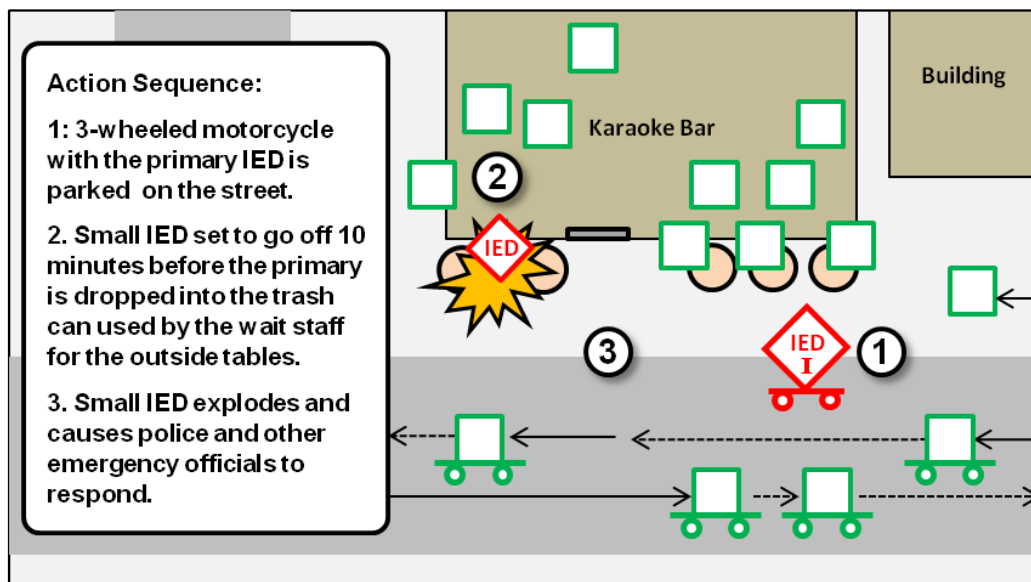 Action Sequence:
1: 3-wheeled motorcycle
with the primary IED is
parked on the street.
2. Small IED set to go off 10
minutes before the primary
is dropped into the trash
can used by the wait staff
for the outside tables.
3. Small IED explodes and
causes police and other
emergency officials to
respond.
Building
Karaoke Bar
2
IED
3
IED
I
1